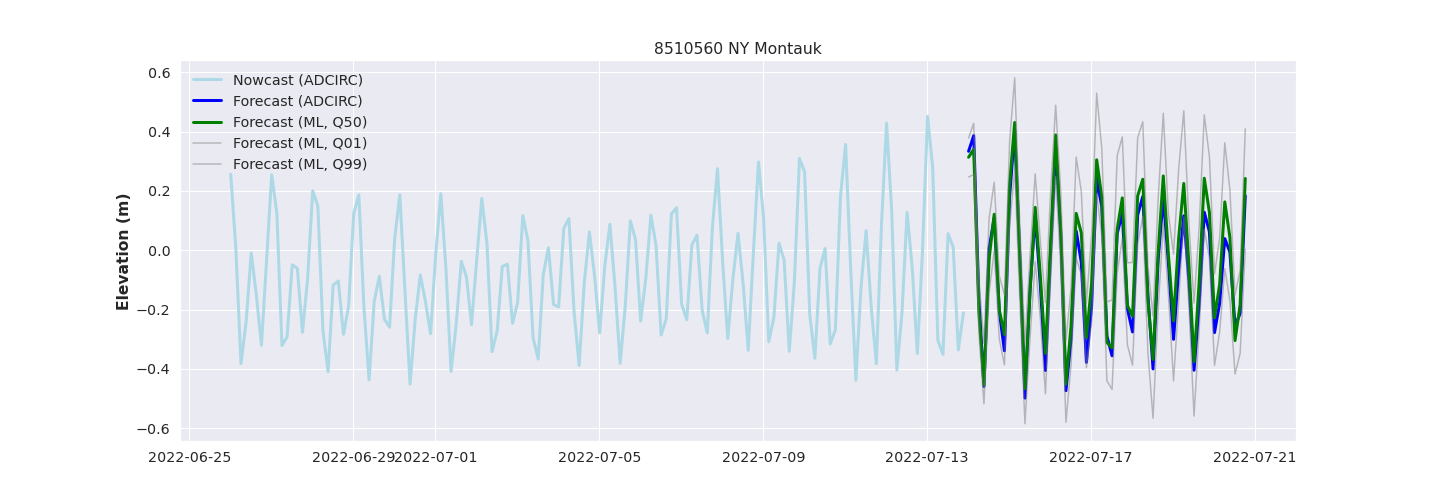 8510560 NY Montauk
Nowcast (ADCIRC)
Forecast (ADCIRC)
Forecast (ML, Q50)
Forecast (ML, Q01)
Forecast (ML, Q99)
Elevation (m)
0.6
0.4
0.2
0.0
−0.2
−0.4
−0.6
2022-06-25 2022-06-29 2022-07-01 2022-07-05 2022-07-09 2022-07-13 2022-07-17 2022-07-21